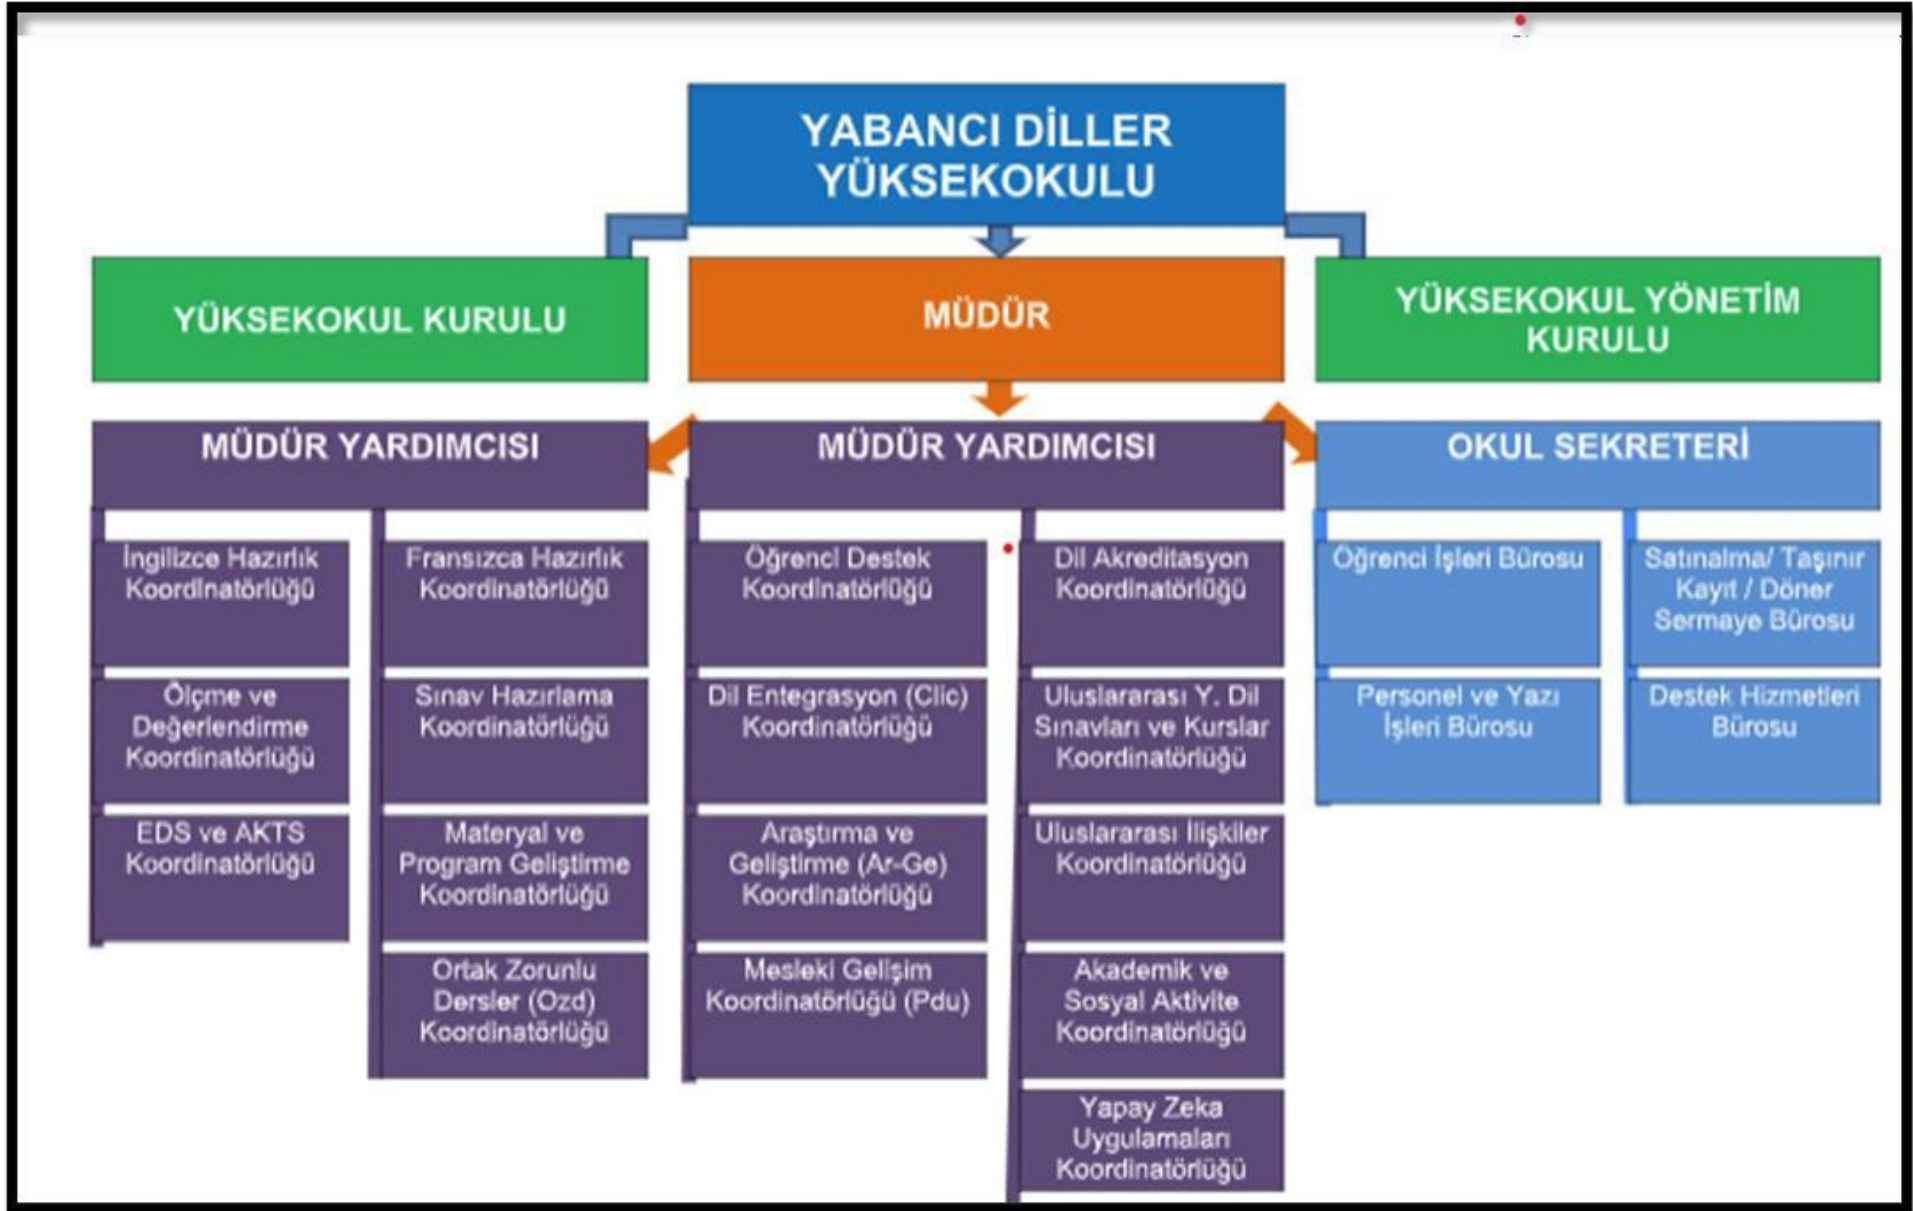 YABANCI DİLLER
YÜKSEKOKULU
YÜKSEKOKUL KURULU
MÜDÜR
YÜKSEKOKUL YÖNETİM
KURULU
MÜDÜR YARDIMCISI
MÜDÜR YARDIMCISI
OKUL SEKRETERİ
İngilizce Hazırlık
Koordinatörlüğü
Fransızca Hazırlık
Koordinatörlüğü
Öğrenci Destek
Koordinatörlüğü
Dil Akreditasyon
Koordinatörlüğü
Öğrenci İşleri Bürosu
Satınalma/ Taşınır
Kayıt / Döner
Sermaye Bürosu
Ölçme ve
Değerlendirme
Koordinatörlüğü
Sınav Hazırlama
Koordinatörlüğü
Dil Entegrasyon (Clic)
Koordinatörlüğü
Uluslararası Y. Dil
Sınavları ve Kurslar
Koordinatörlüğü
Personel ve Yazı
İşleri Bürosu
Destek Hizmetleri
Bürosu
EDS ve AKTS
Koordinatörlüğü
Materyal ve
Program Geliştirme
Koordinatörlüğü
Araştırma ve
Geliştirme (Ar-Ge)
Koordinatörlüğü
Uluslararası İlişkiler
Koordinatörlüğü
Ortak Zorunlu
Dersler (Ozd)
Koordinatörlüğü
Mesleki Gelişim
Koordinatörlüğü (Pdu)
Akademik ve
Sosyal Aktivite
Koordinatörlüğü
Yapay Zeka
Uygulamaları
Koordinatörlüğü